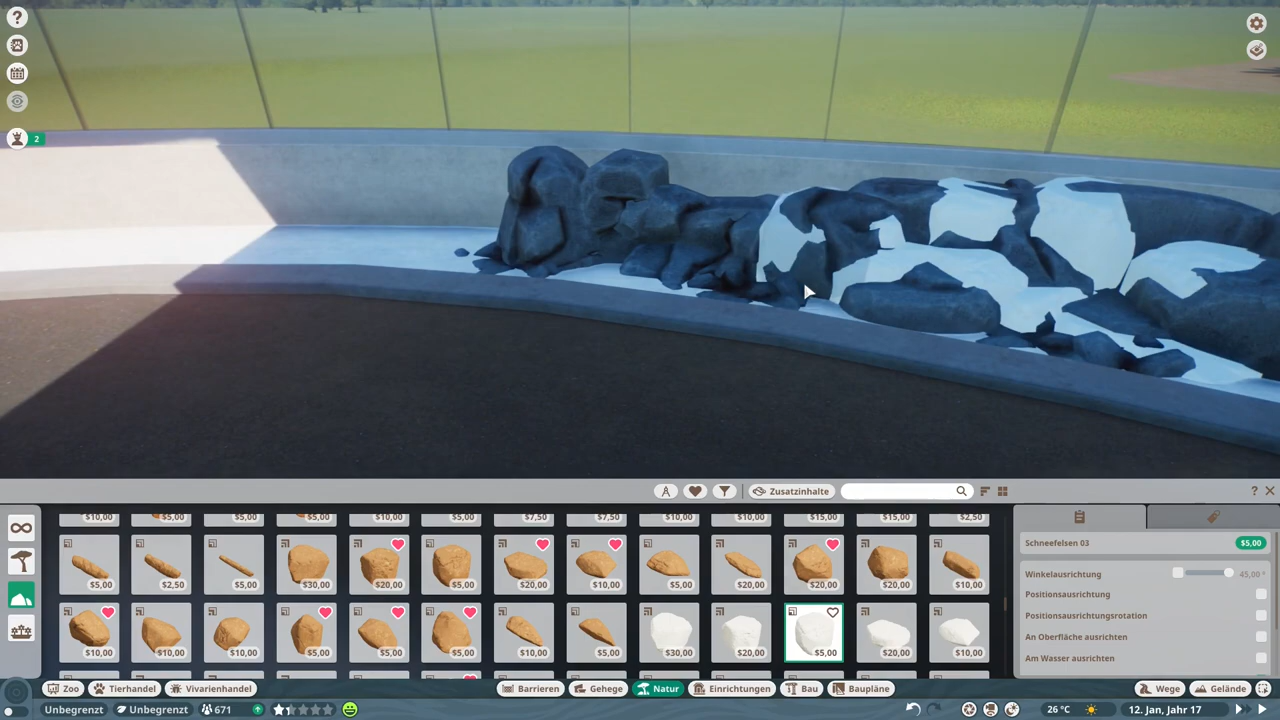 ?
2
Zusatzinhalte
? ✕
$10,00 $5,00 $5,00 $5,00 $10,00 $5,00 $7,50 $7,50 $10,00 $10,00 $15,00 $15,00 $2,50
$5,00 $2,50 $5,00 $30,00 $20,00 $5,00 $20,00 $10,00 $5,00 $20,00 $20,00 $20,00 $10,00
$10,00 $10,00 $10,00 $5,00 $5,00 $5,00 $10,00 $5,00 $30,00 $20,00 $5,00 $20,00 $10,00
Schneefelsen 03 $5,00
Winkelausrichtung 45,00 °
Positionsausrichtung
Positionsausrichtungsrotation
An Oberfläche ausrichten
Am Wasser ausrichten
Zoo Tierhandel Vivarienhandel Barrieren Gehege Natur Einrichtungen Bau Baupläne Wege Gelände
Unbegrenzt Unbegrenzt 671 26 °C 12. Jan, Jahr 17